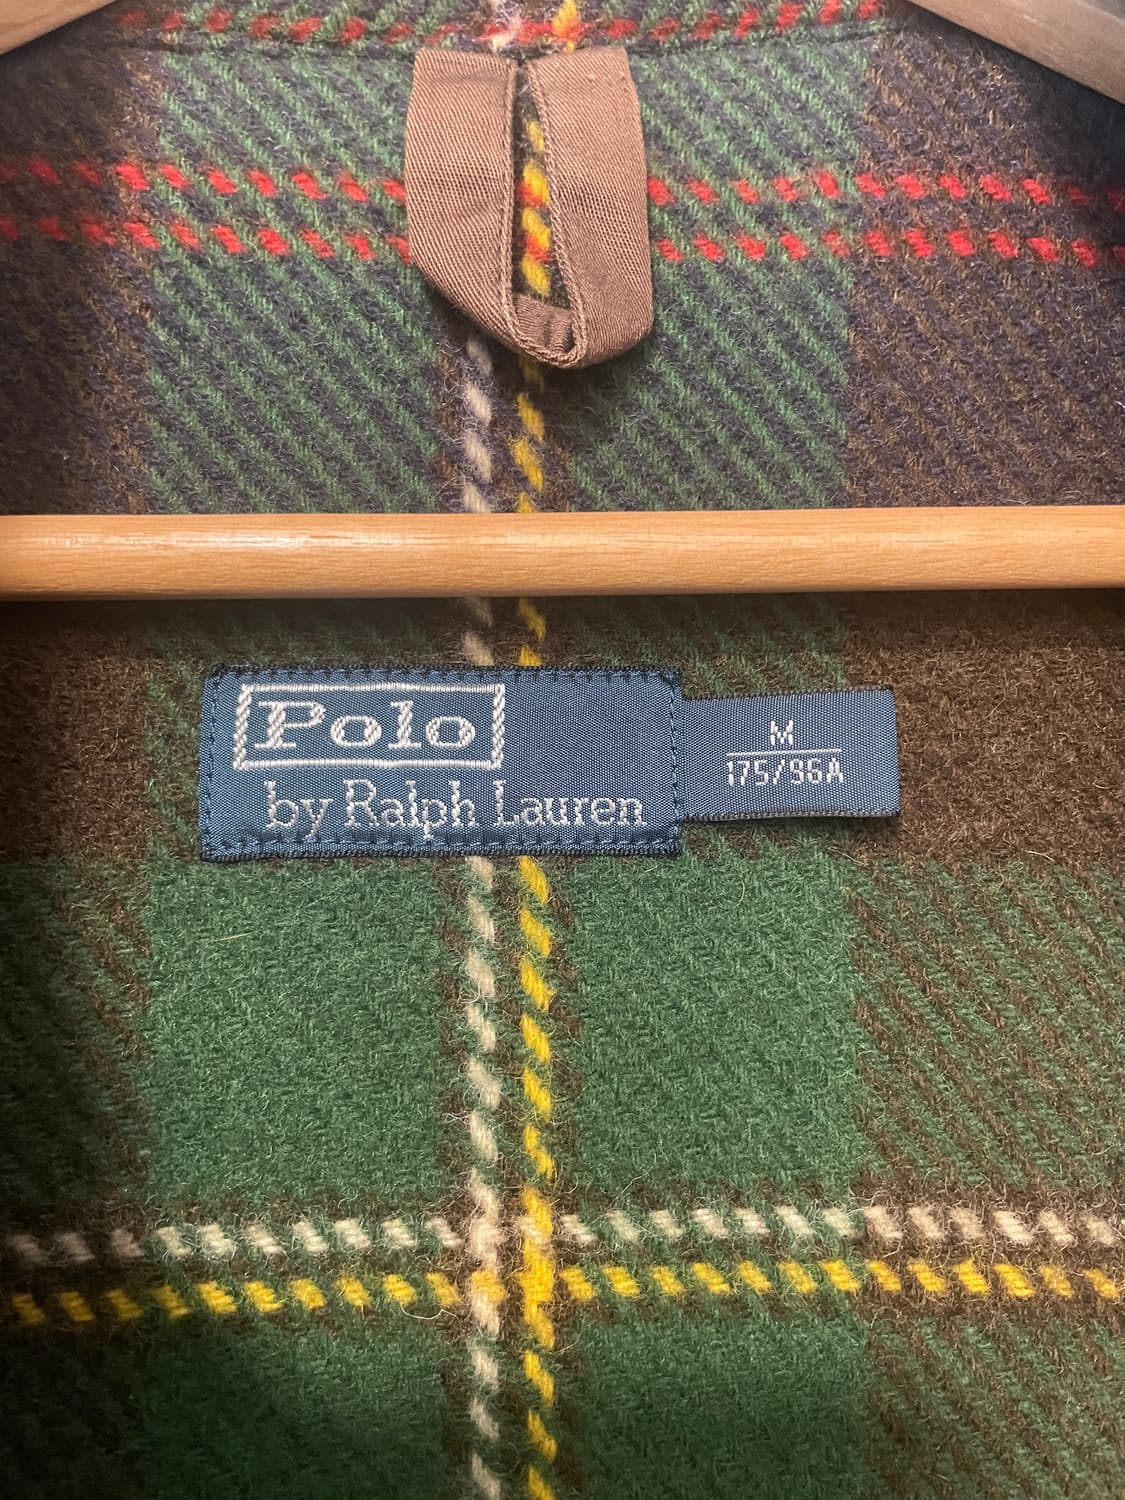 Polo
by Ralph Lauren
M
175/96A